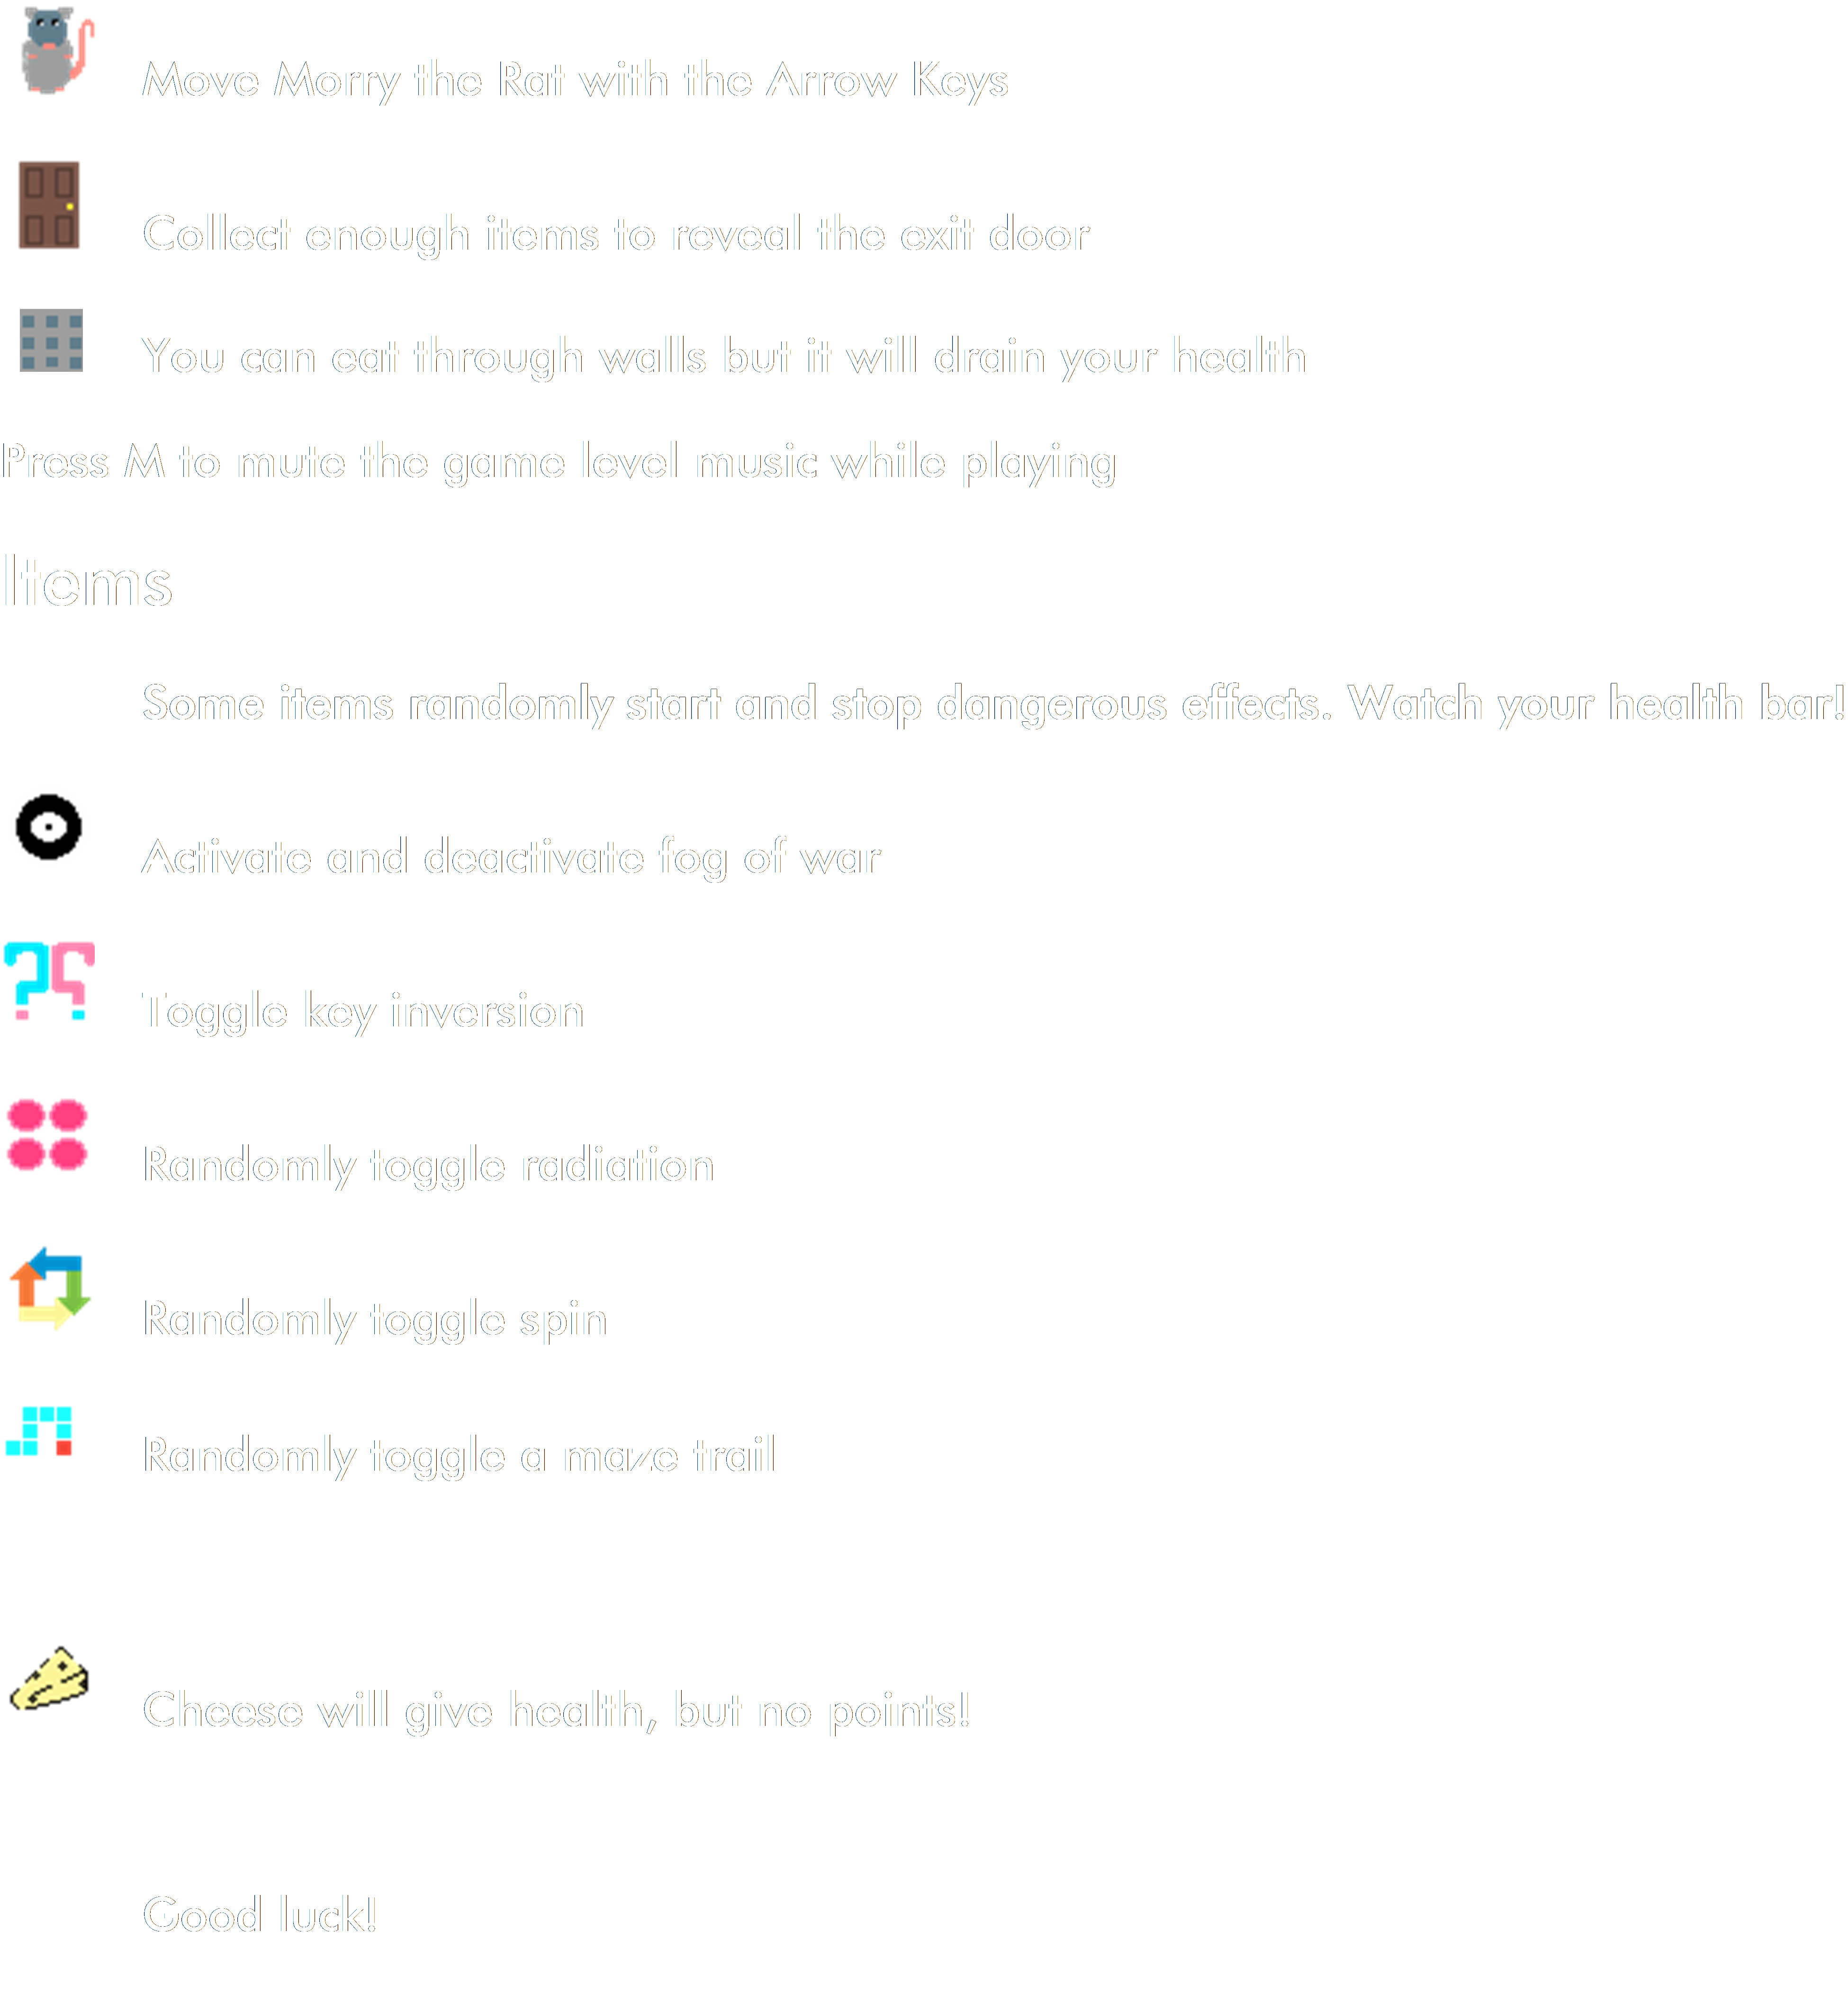 Move Morry the Rat with the Arrow Keys
Collect enough items to reveal the exit door
You can eat through walls but it will drain your health
Press M to mute the game level music while playing
Items
Some items randomly start and stop dangerous effects. Watch your health bar!
Activate and deactivate fog of war
Toggle key inversion
Randomly toggle radiation
Randomly toggle spin
Randomly toggle a maze trail
Cheese will give health, but no points!
Good luck!